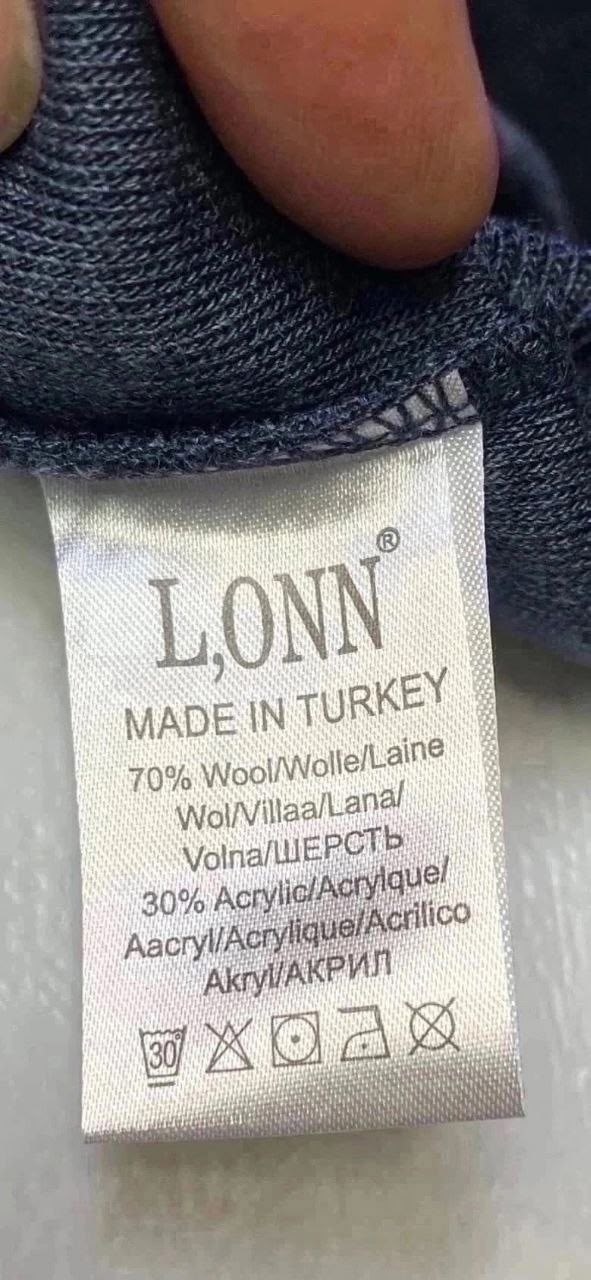 L,ONN®
MADE IN TURKEY
70% Wool/Wolle/Laine
Wol/Villaa/Lana/
Volna/ШЕРСТЬ
30% Acrylic/Acrylque/
Aacryl/Acrylique/Acrilico
Akryl/АКРИЛ
30°